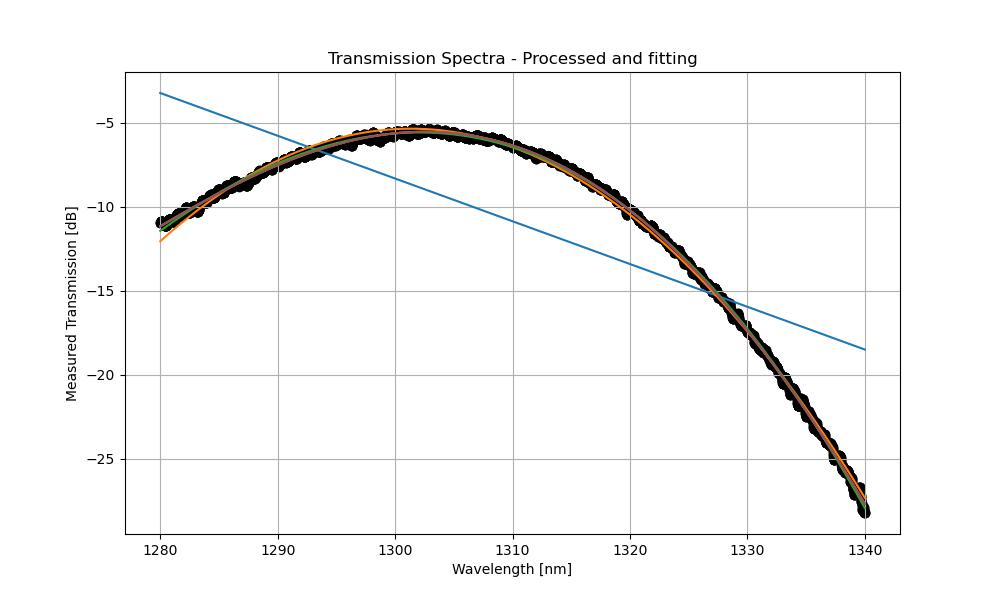 Transmission Spectra - Processed and fitting
Measured Transmission [dB]
−5
−10
−15
−20
−25
1280 1290 1300 1310 1320 1330 1340
Wavelength [nm]